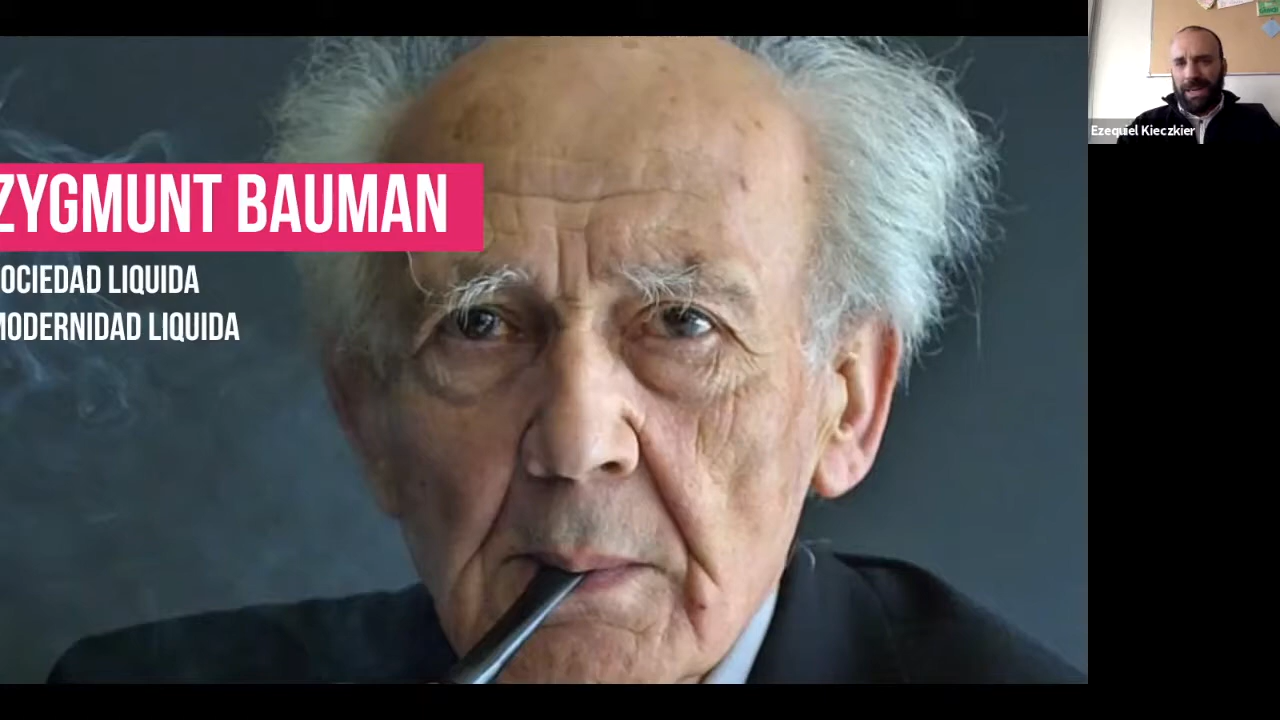 ZYGMUNT BAUMAN
OCIEDAD LIQUIDA
MODERNIDAD LIQUIDA
Ezequiel Kieczkier